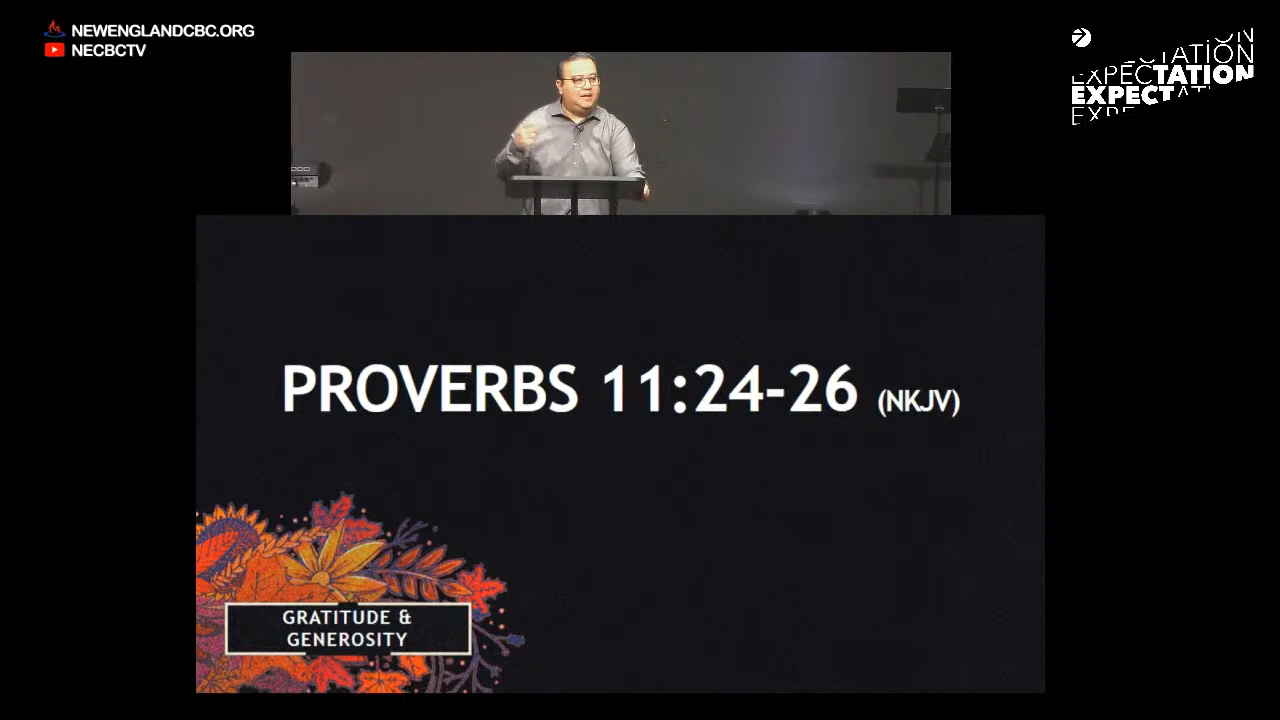 NEWENGLANDCBC.ORG
NECBCTV
EXPECTATION
EXPECTATION
PROVERBS 11:24-26 (NKJV)
GRATITUDE &
GENEROSITY